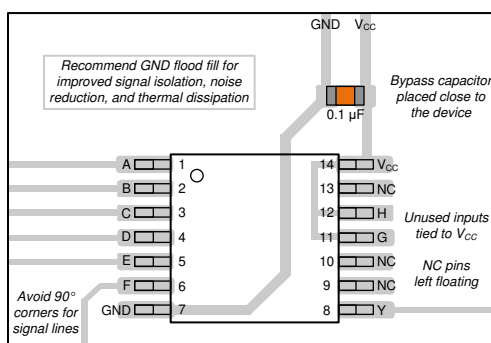 GND VCC
Recommend GND flood fill for
improved signal isolation, noise
reduction, and thermal dissipation
Bypass capacitor
placed close to
the device
0.1 µF
A 1 14 VCC
B 2 13 NC
C 3 12 H
D 4 11 G
E 5 10 NC
F 6 9 NC
GND 7 8 Y
Unused inputs
tied to VCC
NC pins
left floating
Avoid 90°
corners for
signal lines